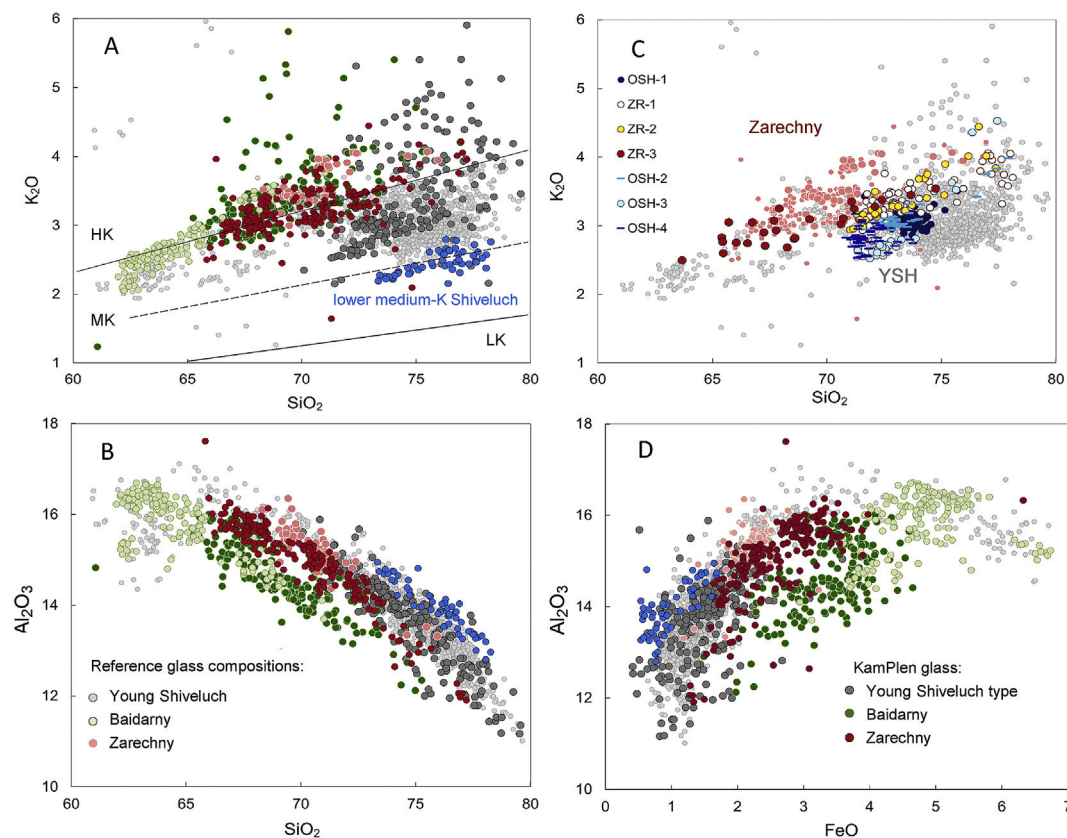 A
K₂O
6
5
4
3
2
1
HK
MK
LK
lower medium-K Shiveluch
60
65
70
75
80
SiO₂
C
K₂O
6
5
4
3
2
1
OSH-1
ZR-1
ZR-2
ZR-3
OSH-2
OSH-3
OSH-4
Zarechny
YSH
60
65
70
75
80
SiO₂
B
Al₂O₃
18
16
14
12
10
Reference glass compositions:
Young Shiveluch
Baidarny
Zarechny
60
65
70
75
80
SiO₂
D
Al₂O₃
18
16
14
12
10
KamPlen glass:
Young Shiveluch type
Baidarny
Zarechny
0
1
2
3
4
5
6
7
FeO